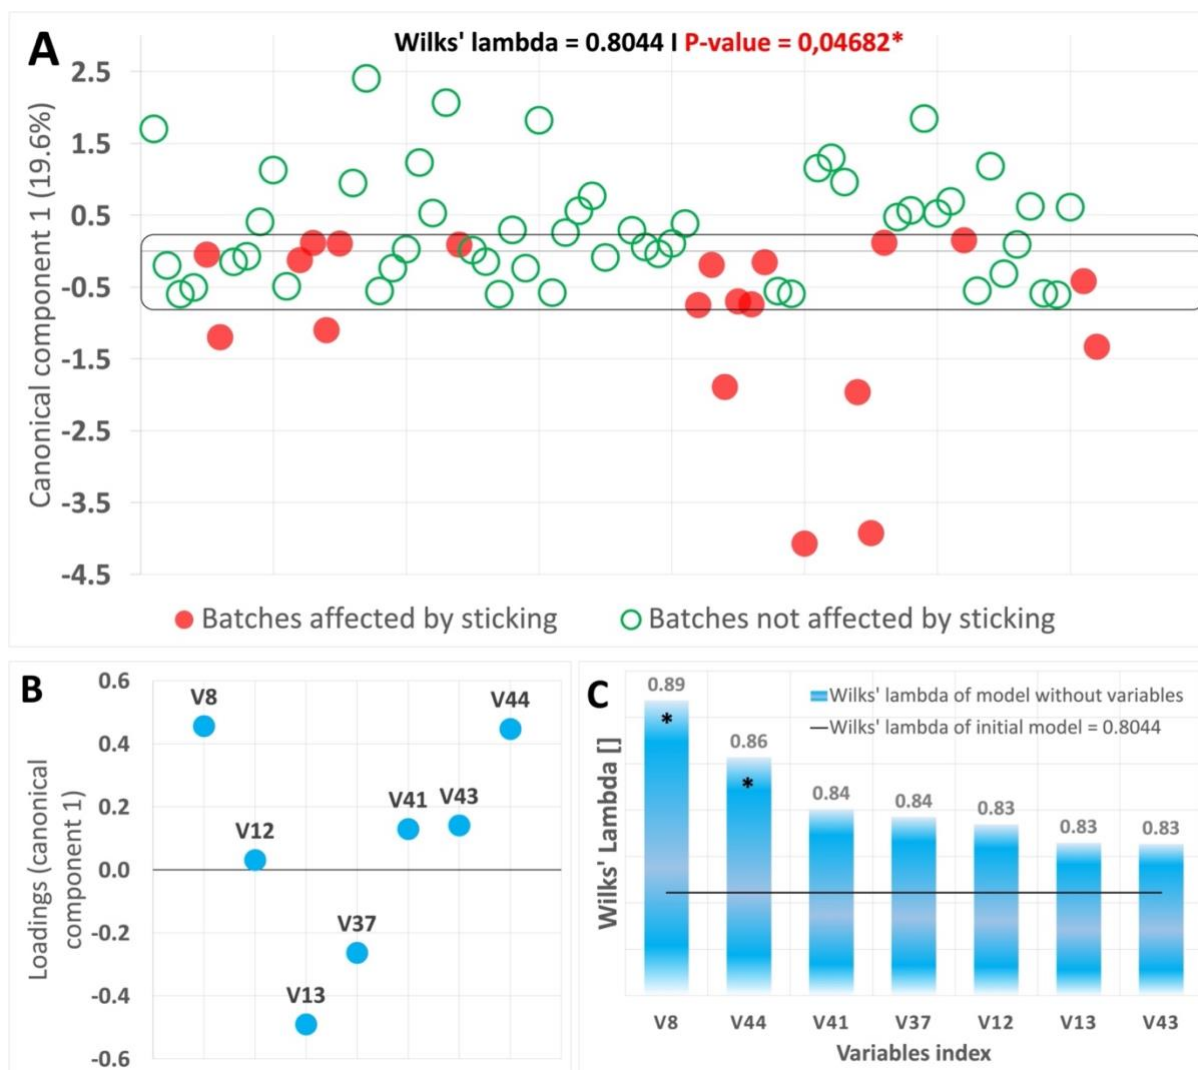 A
Wilks' lambda = 0.8044 I P-value = 0,04682*
Canonical component 1 (19.6%)
2.5
1.5
0.5
-0.5
-1.5
-2.5
-3.5
-4.5
Batches affected by sticking
Batches not affected by sticking
B
Loadings (canonical
component 1)
0.6
0.4
0.2
0.0
-0.2
-0.4
-0.6
V8
V12
V13
V37
V41
V43
V44
C
Wilks' Lambda []
Wilks' lambda of model without variables
Wilks' lambda of initial model = 0.8044
0.89
0.86
0.84
0.84
0.83
0.83
0.83
*
*
V8
V44
V41
V37
V12
V13
V43
Variables index